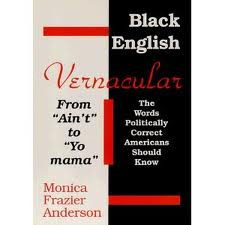 Black
English
Vernacular
From
"Ain't"
to
"Yo
mama"
The
Words
Politically
Correct
Americans
Should
Know
Monica
Frazier
Anderson